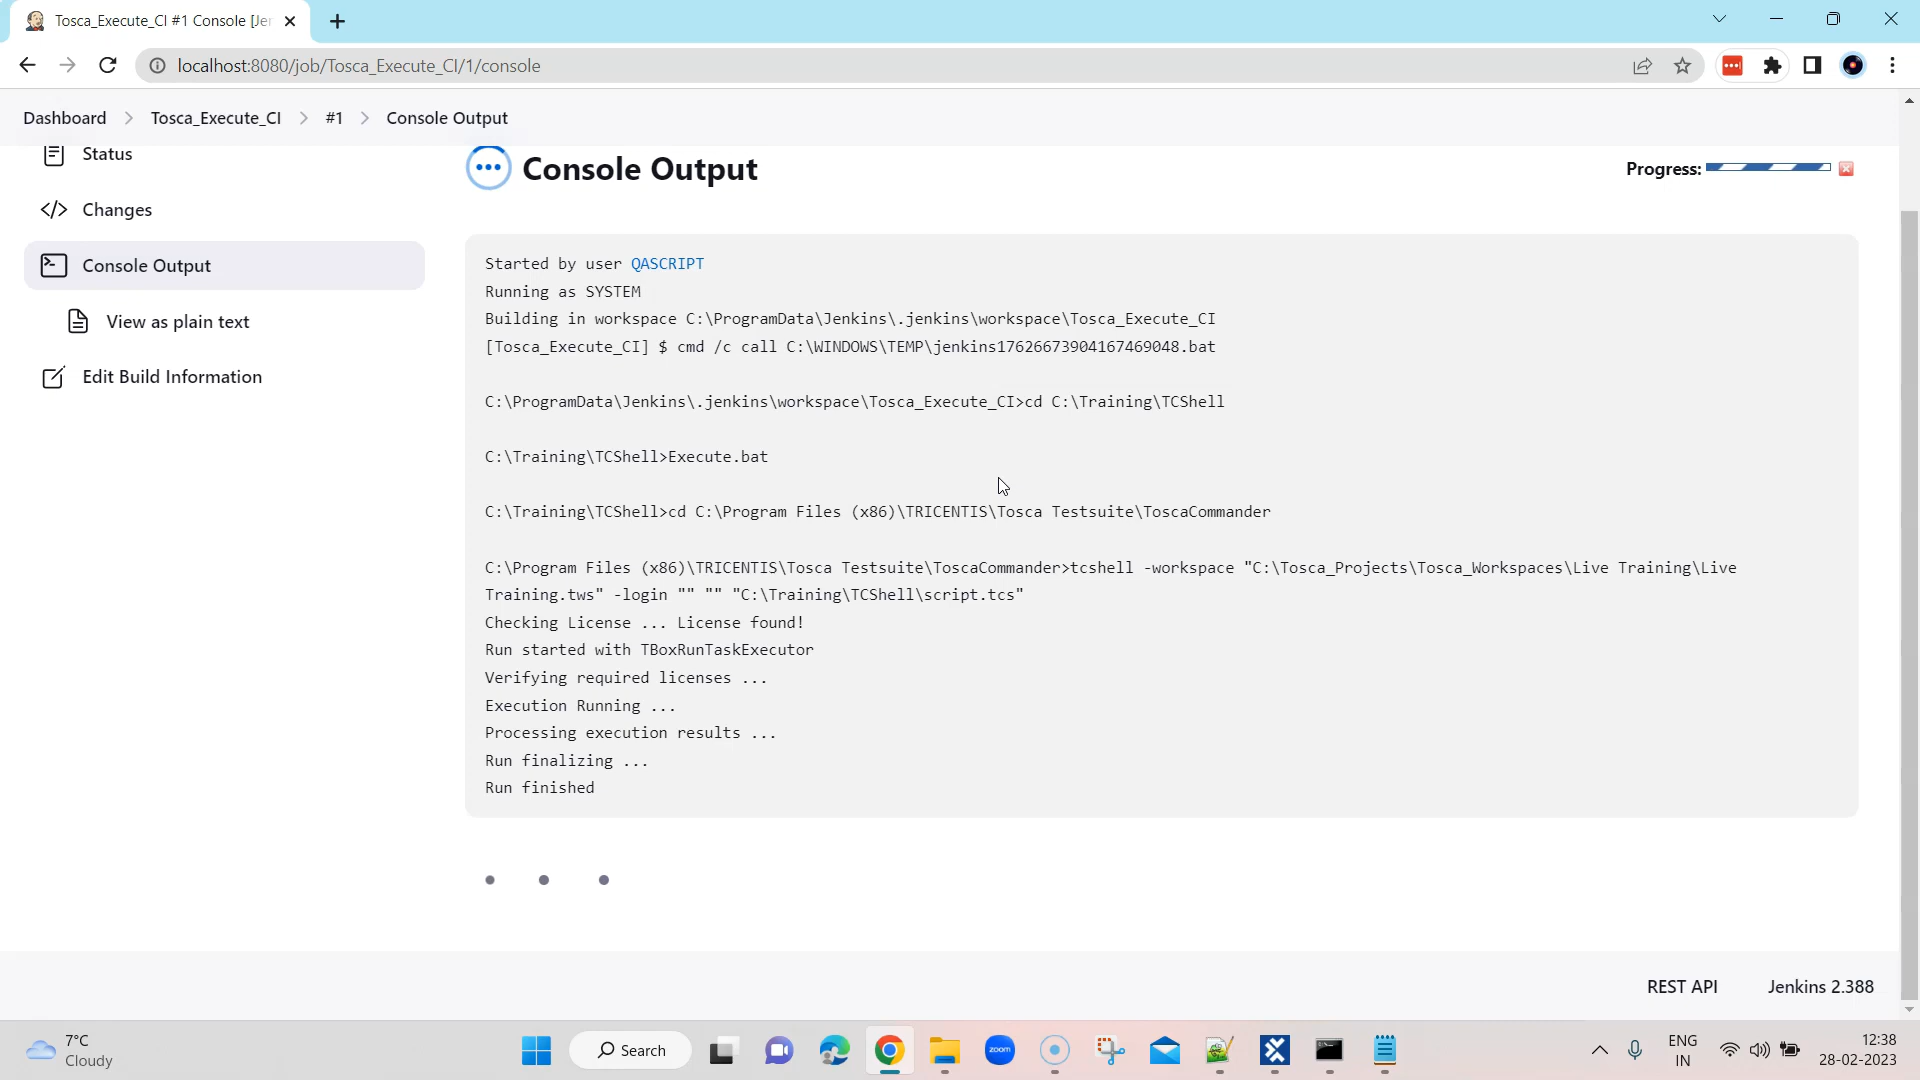 Tosca_Execute_CI #1 Console [Jen
localhost:8080/job/Tosca_Execute_CI/1/console
Dashboard Tosca_Execute_CI #1 Console Output
Status
Changes
Console Output
View as plain text
Edit Build Information
Console Output
Progress:
Started by user QASCRIPT
Running as SYSTEM
Building in workspace C:\ProgramData\Jenkins\.jenkins\workspace\Tosca_Execute_CI
[Tosca_Execute_CI] $ cmd /c call C:\WINDOWS\TEMP\jenkins17626673904167469048.bat
C:\ProgramData\Jenkins\.jenkins\workspace\Tosca_Execute_CI>cd C:\Training\TCShell
C:\Training\TCShell>Execute.bat
C:\Training\TCShell>cd C:\Program Files (x86)\TRICENTIS\Tosca Testsuite\ToscaCommander
C:\Program Files (x86)\TRICENTIS\Tosca Testsuite\ToscaCommander>tcshell -workspace "C:\Tosca_Projects\Tosca_Workspaces\Live Training\Live
Training.tws" -login "" "" "C:\Training\TCShell\script.tcs"
Checking License ... License found!
Run started with TBoxRunTaskExecutor
Verifying required licenses ...
Execution Running ...
Processing execution results ...
Run finalizing ...
Run finished
REST API Jenkins 2.388
7°C
Cloudy
Search
zoom
ENG
IN
12:38
28-02-2023